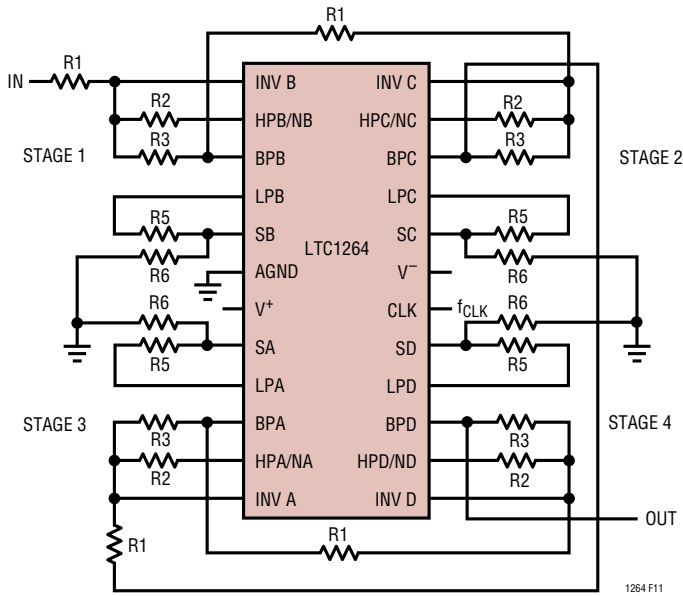 R1
R1
IN
INV B
INV C
R2
R2
HPB/NB
HPC/NC
R3
R3
STAGE 1
BPB
BPC
STAGE 2
LPB
LPC
R5
R5
SB
SC
LTC1264
R6
R6
AGND
V–
R6
V+
CLK
fCLK
R6
SA
SD
R5
R5
LPA
LPD
STAGE 3
BPA
BPD
STAGE 4
R3
R3
HPA/NA
HPD/ND
R2
R2
INV A
INV D
OUT
R1
R1
1264 F11